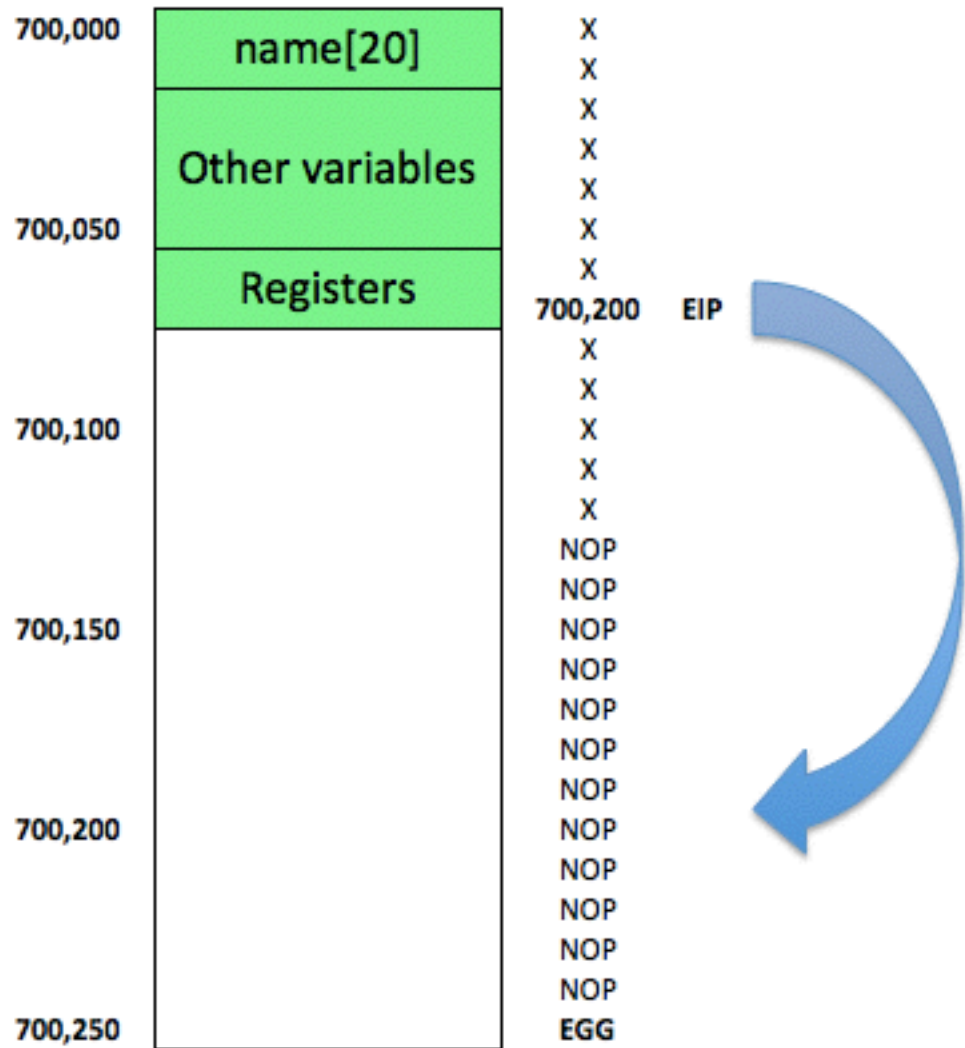 700,000 name[20] X
X
X
Other variables X
X
700,050 X
Registers X
700,200 EIP
X
X
700,100 X
X
X
NOP
NOP
700,150 NOP
NOP
NOP
NOP
NOP
700,200 NOP
NOP
NOP
NOP
NOP
700,250 EGG